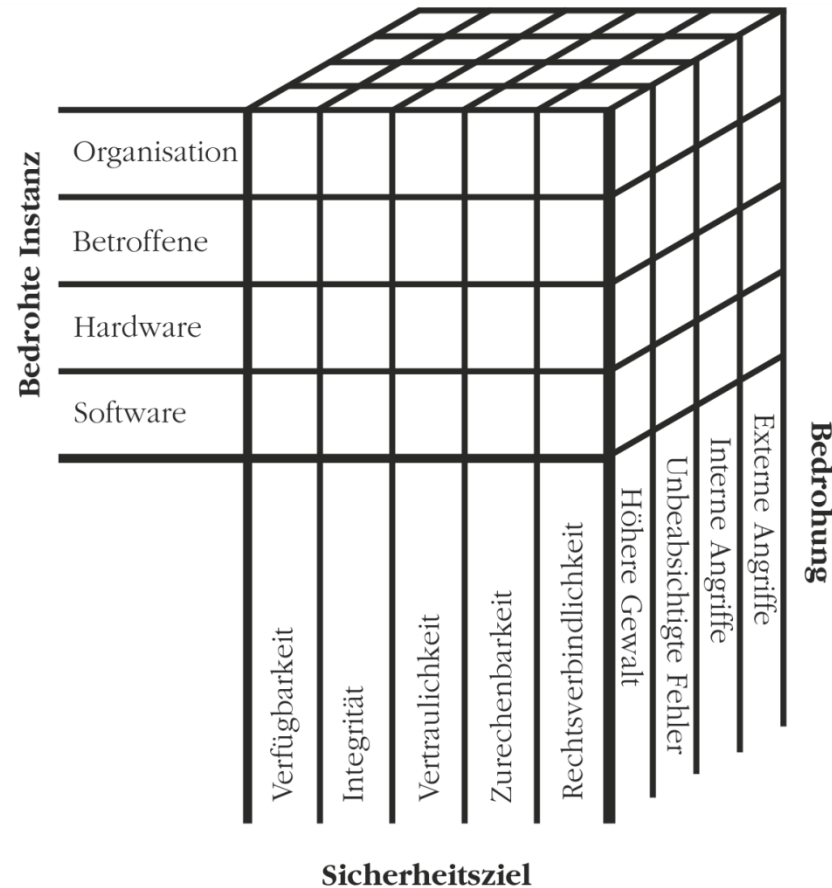 Bedrohte Instanz
Organisation
Betroffene
Hardware
Software
Verfügbarkeit
Integrität
Vertraulichkeit
Zurechenbarkeit
Rechtsverbindlichkeit
Sicherheitsziel
Höhere Gewalt
Unbeabsichtigte Fehler
Interne Angriffe
Externe Angriffe
Bedrohung